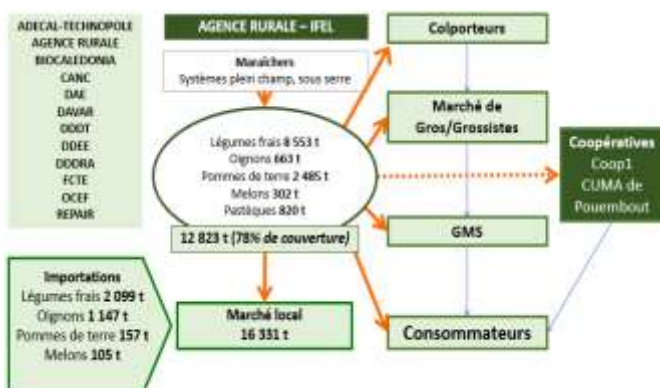 ADECAL-TECHNOPOLE
AGENCE RURALE
BIOCALEDONIA
CANC
DAE
DAVAR
DDDT
DDEE
DDDRA
FCTE
OCEF
REPAIR
AGENCE RURALE – IFEL
Maraîchers
Systèmes plein champ, sous serre
Légumes frais 8 553 t
Oignons 663 t
Pommes de terre 2 485 t
Melons 302 t
Pastèques 820 t
12 823 t (78% de couverture)
Importations
Légumes frais 2 099 t
Oignons 1 147 t
Pommes de terre 157 t
Melons 105 t
Marché local
16 331 t
Colporteurs
Marché de
Gros/Grossistes
GMS
Consommateurs
Coopératives
Coop1
CUMA de
Pouembout